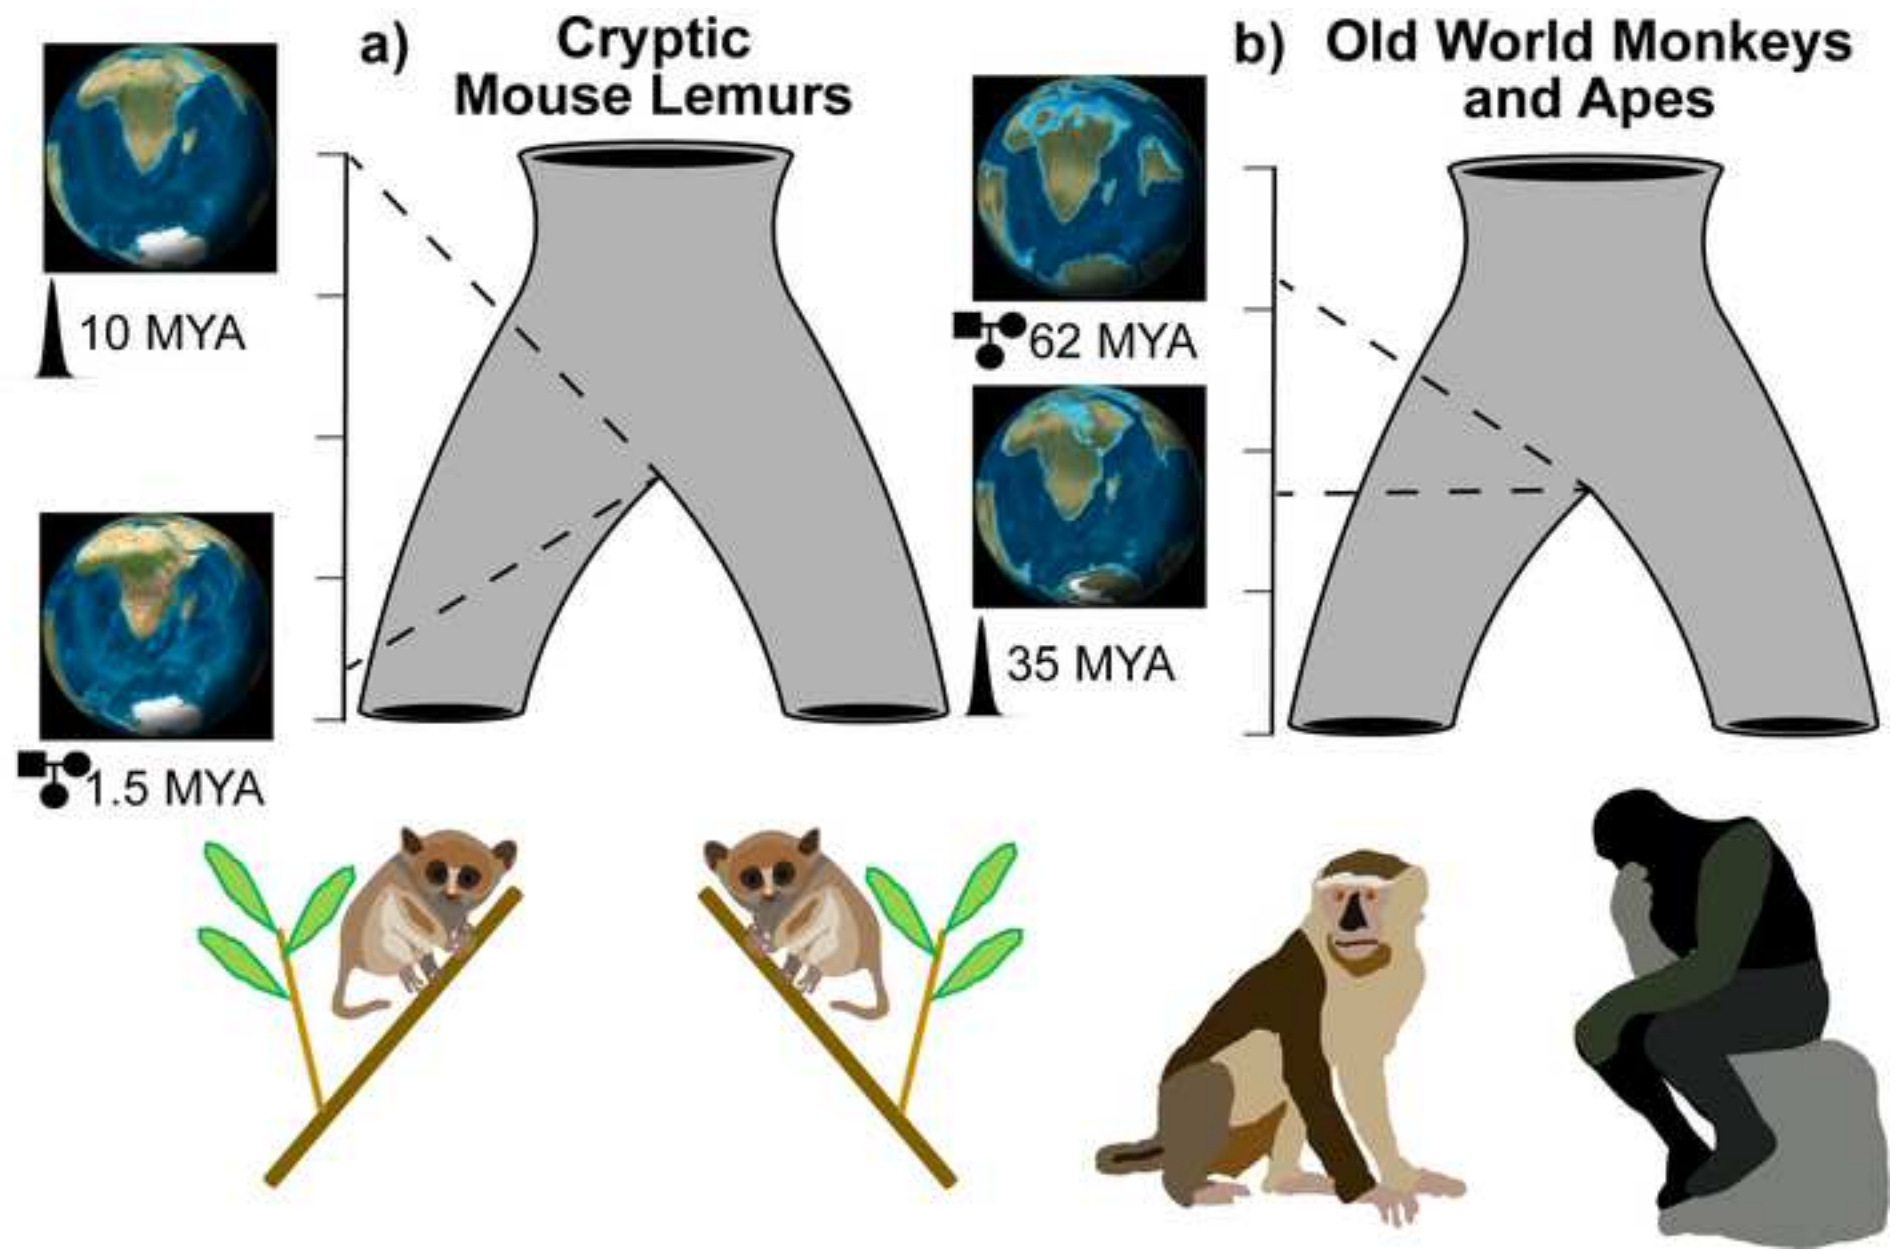 a)
Cryptic
Mouse Lemurs
10 MYA
1.5 MYA
b)
Old World Monkeys
and Apes
62 MYA
35 MYA